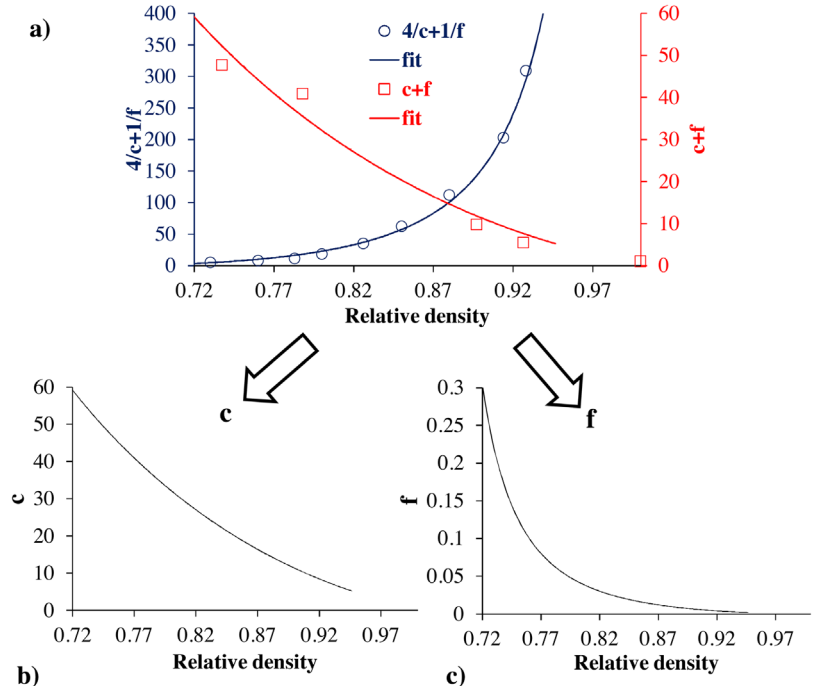 a)
4/c+1/f
fit
c+f
fit
400
350
300
250
200
150
100
50
0
4/c+1/f
60
50
40
30
20
10
0
c+f
0.72 0.77 0.82 0.87 0.92 0.97
Relative density
c
60
50
40
30
20
10
0
c
0.72 0.77 0.82 0.87 0.92 0.97
Relative density
b)
f
0.3
0.25
0.2
0.15
0.1
0.05
0
f
0.72 0.77 0.82 0.87 0.92 0.97
Relative density
c)